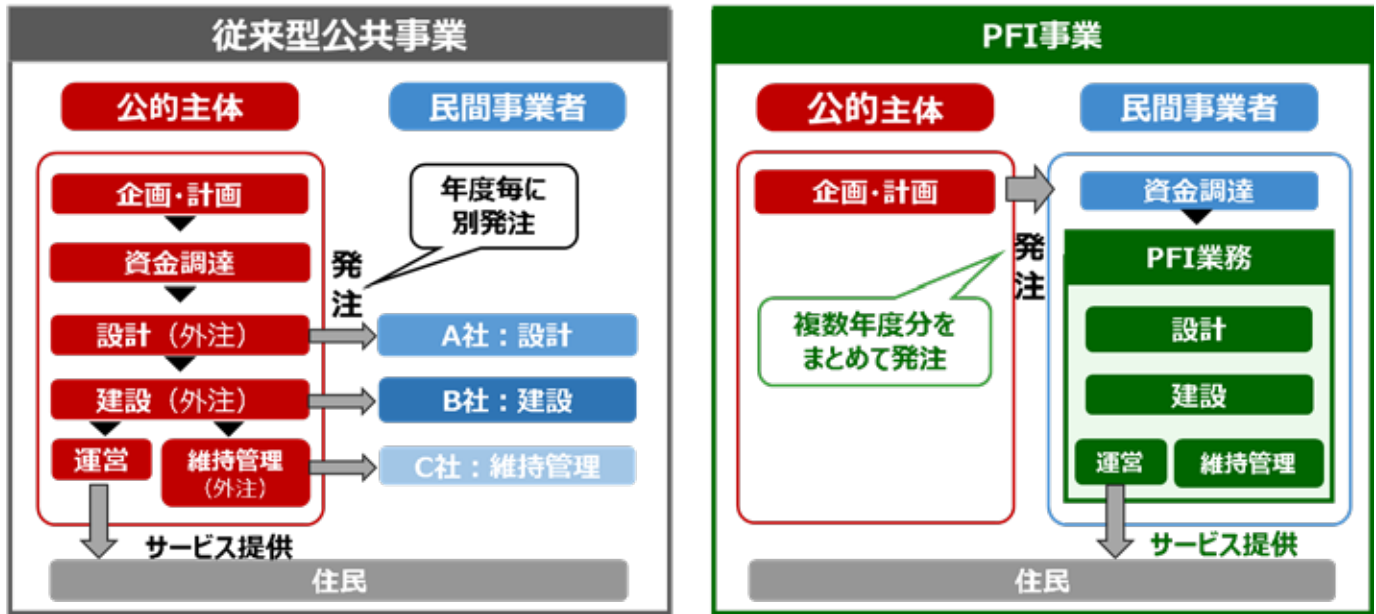 従来型公共事業
公的主体
民間事業者
企画・計画
資金調達
設計（外注）
建設（外注）
運営
維持管理
（外注）
発
注
年度毎に
別発注
A社：設計
B社：建設
C社：維持管理
サービス提供
住民
PFI事業
公的主体
民間事業者
企画・計画
発
注
複数年度分を
まとめて発注
資金調達
PFI業務
設計
建設
運営
維持管理
サービス提供
住民